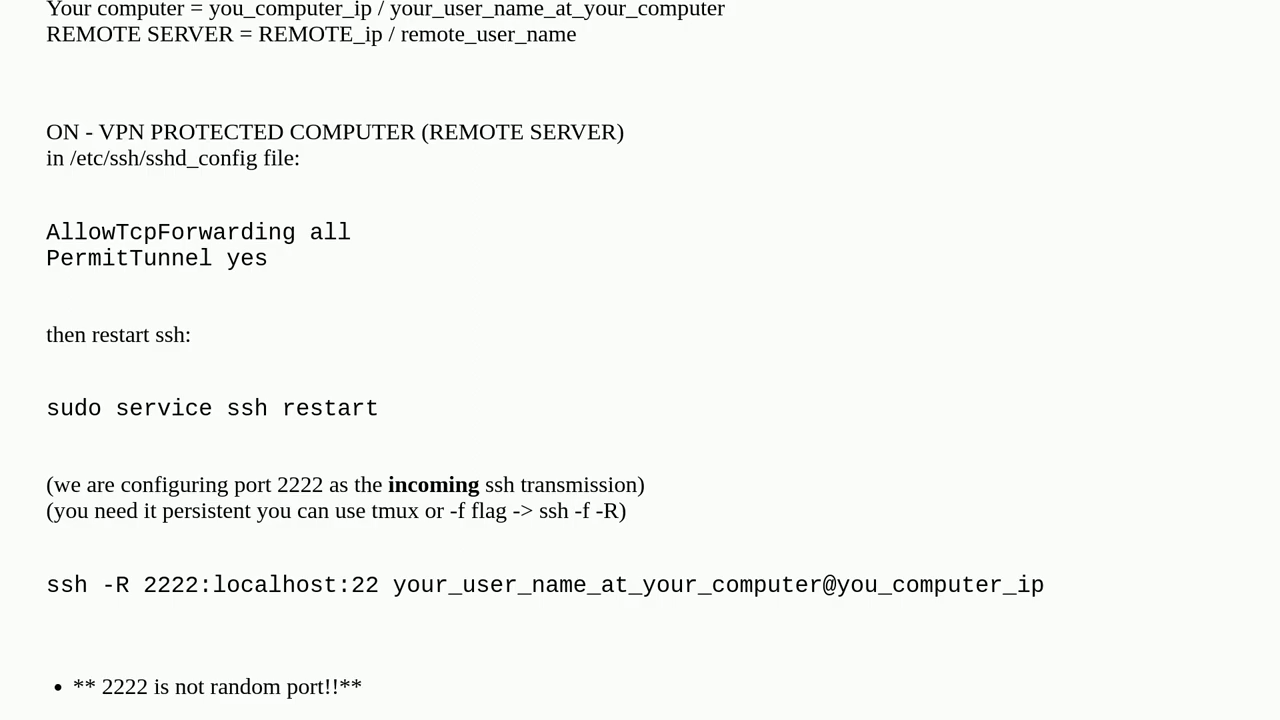 Your computer = you_computer_ip / your_user_name_at_your_computer
REMOTE SERVER = REMOTE_ip / remote_user_name
ON - VPN PROTECTED COMPUTER (REMOTE SERVER)
in /etc/ssh/sshd_config file:
AllowTcpForwarding all
PermitTunnel yes
then restart ssh:
sudo service ssh restart
(we are configuring port 2222 as the incoming ssh transmission)
(you need it persistent you can use tmux or -f flag -> ssh -f -R)
ssh -R 2222:localhost:22 your_user_name_at_your_computer@you_computer_ip
• ** 2222 is not random port!!**